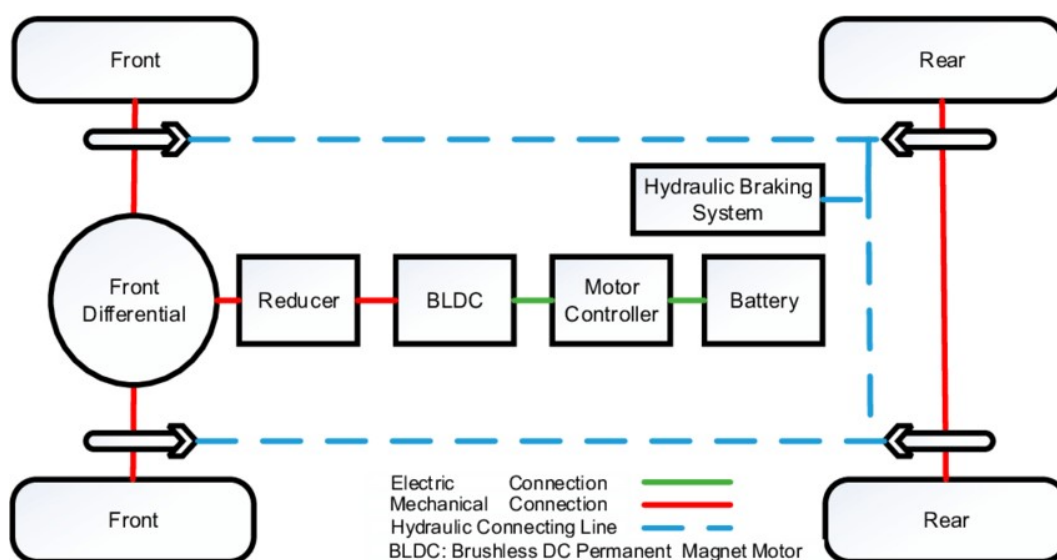 Front
Rear
Hydraulic Braking
System
Front
Differential
Reducer
BLDC
Motor
Controller
Battery
Electric Connection
Mechanical Connection
Hydraulic Connecting Line
BLDC: Brushless DC Permanent Magnet Motor
Front
Rear